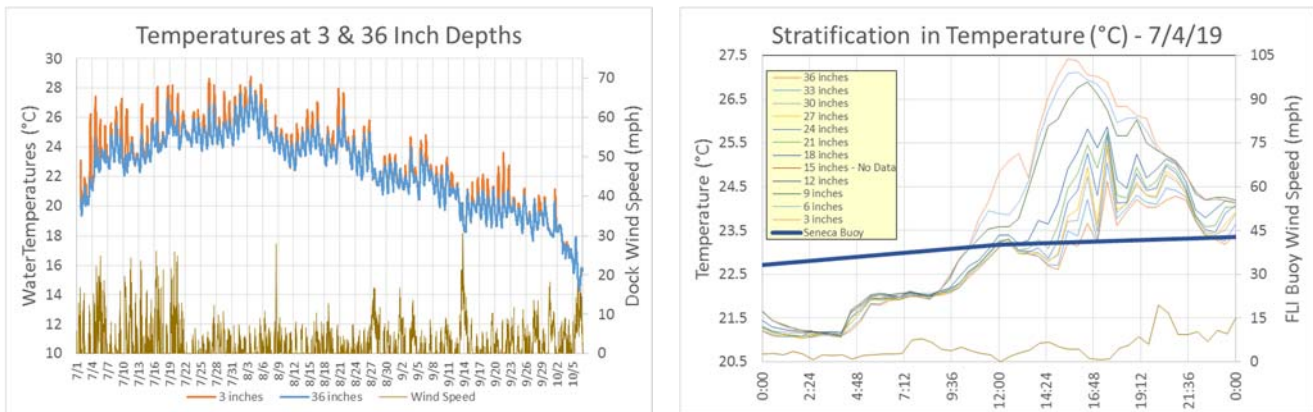 Temperatures at 3 & 36 Inch Depths
30
28
26
24
22
20
18
16
14
12
10
WaterTemperatures (°C)
70
60
50
40
30
20
10
0
Dock Wind Speed (mph)
7/1 7/4 7/7 7/10 7/13 7/16 7/19 7/22 7/25 7/28 7/31 8/3 8/6 8/9 8/12 8/15 8/18 8/21 8/24 8/27 8/30 9/2 9/5 9/8 9/11 9/14 9/17 9/20 9/23 9/26 9/29 10/2 10/5
3 inches 36 inches Wind Speed
Stratification in Temperature (°C) - 7/4/19
27.5
26.5
25.5
24.5
23.5
22.5
21.5
20.5
Temperature (°C)
36 inches
33 inches
30 inches
27 inches
24 inches
21 inches
18 inches
15 inches - No Data
12 inches
9 inches
6 inches
3 inches
Seneca Buoy
105
90
75
60
45
30
15
0
FLI Buoy Wind Speed (mph)
0:00 2:24 4:48 7:12 9:36 12:00 14:24 16:48 19:12 21:36 0:00